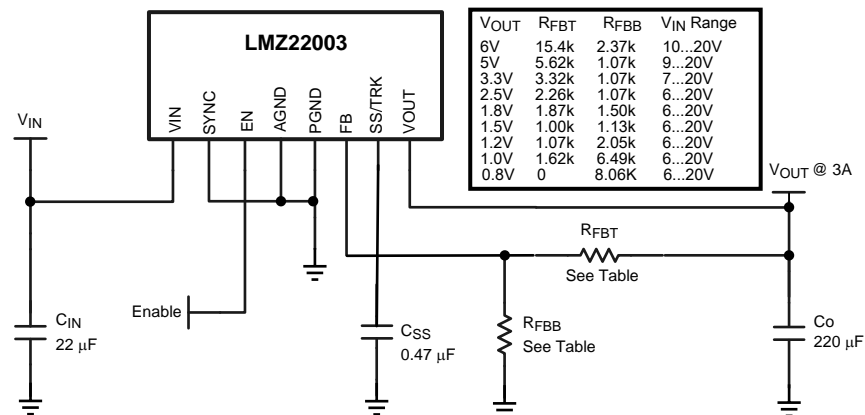 LMZ22003
VIN
SYNC
EN
AGND
PGND
FB
SS/TRK
VOUT
VOUT RFBT RFBB VIN Range
6V 15.4k 2.37k 10...20V
5V 5.62k 1.07k 9...20V
3.3V 3.32k 1.07k 7...20V
2.5V 2.26k 1.07k 6...20V
1.8V 1.87k 1.50k 6...20V
1.5V 1.00k 1.13k 6...20V
1.2V 1.07k 2.05k 6...20V
1.0V 1.62k 6.49k 6...20V
0.8V 0 8.06K 6...20V
VIN
VOUT @ 3A
RFBT
See Table
Enable
CIN
22 μF
CSS
0.47 μF
RFBB
See Table
Co
220 μF